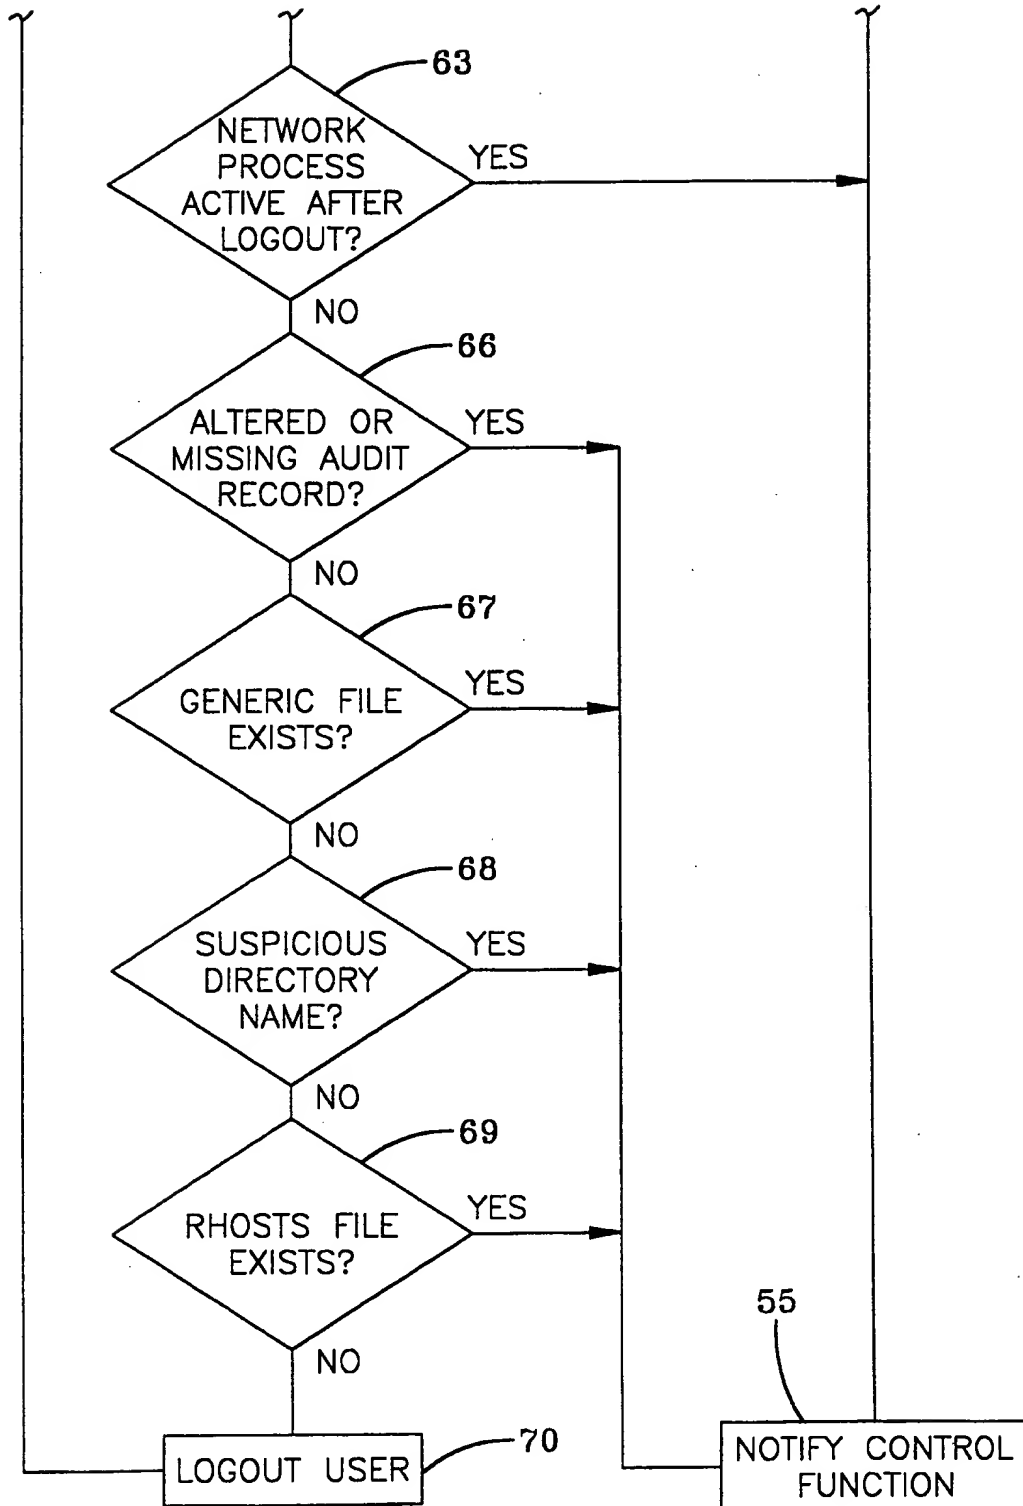 63
NETWORK
PROCESS
ACTIVE AFTER
LOGOUT?
YES
NO
66
ALTERED OR
MISSING AUDIT
RECORD?
YES
NO
67
GENERIC FILE
EXISTS?
YES
NO
68
SUSPICIOUS
DIRECTORY
NAME?
YES
NO
69
RHOSTS FILE
EXISTS?
YES
NO
55
70
LOGOUT USER
NOTIFY CONTROL
FUNCTION